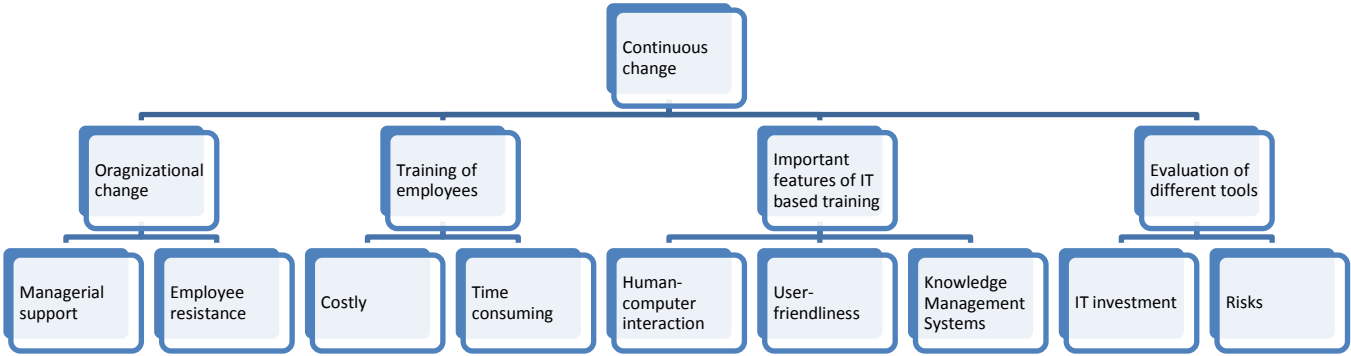 Continuous
change
Oragnizational
change
Training of
employees
Important
features of IT
based training
Evaluation of
different tools
Managerial
support
Employee
resistance
Costly
Time
consuming
Human-
computer
interaction
User-
friendliness
Knowledge
Management
Systems
IT investment
Risks